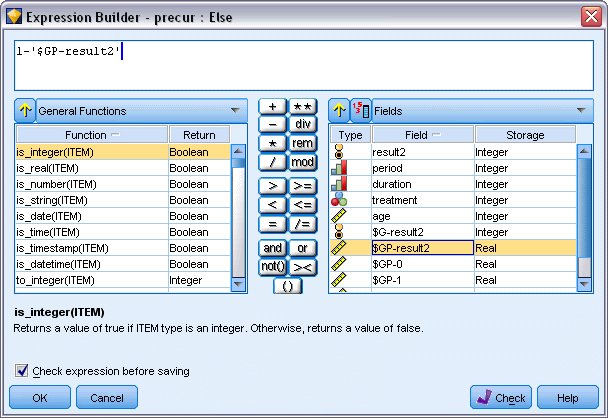 Expression Builder - precur : Else
1-'$GP-result2'
General Functions
Fields
Function Return
is_integer(ITEM) Boolean
is_real(ITEM) Boolean
is_number(ITEM) Boolean
is_string(ITEM) Boolean
is_date(ITEM) Boolean
is_time(ITEM) Boolean
is_timestamp(ITEM) Boolean
is_datetime(ITEM) Boolean
to_integer(ITEM) Integer
+ **
- div
* rem
/ mod
> >=
< <=
= /=
and or
not() ><
()
Type Field Storage
result2 Integer
period Integer
duration Integer
treatment Integer
age Integer
$G-result2 Integer
$GP-result2 Real
$GP-0 Real
$GP-1 Real
is_integer(ITEM)
Returns a value of true if ITEM type is an integer. Otherwise, returns a value of false.
Check expression before saving
OK Cancel Check Help